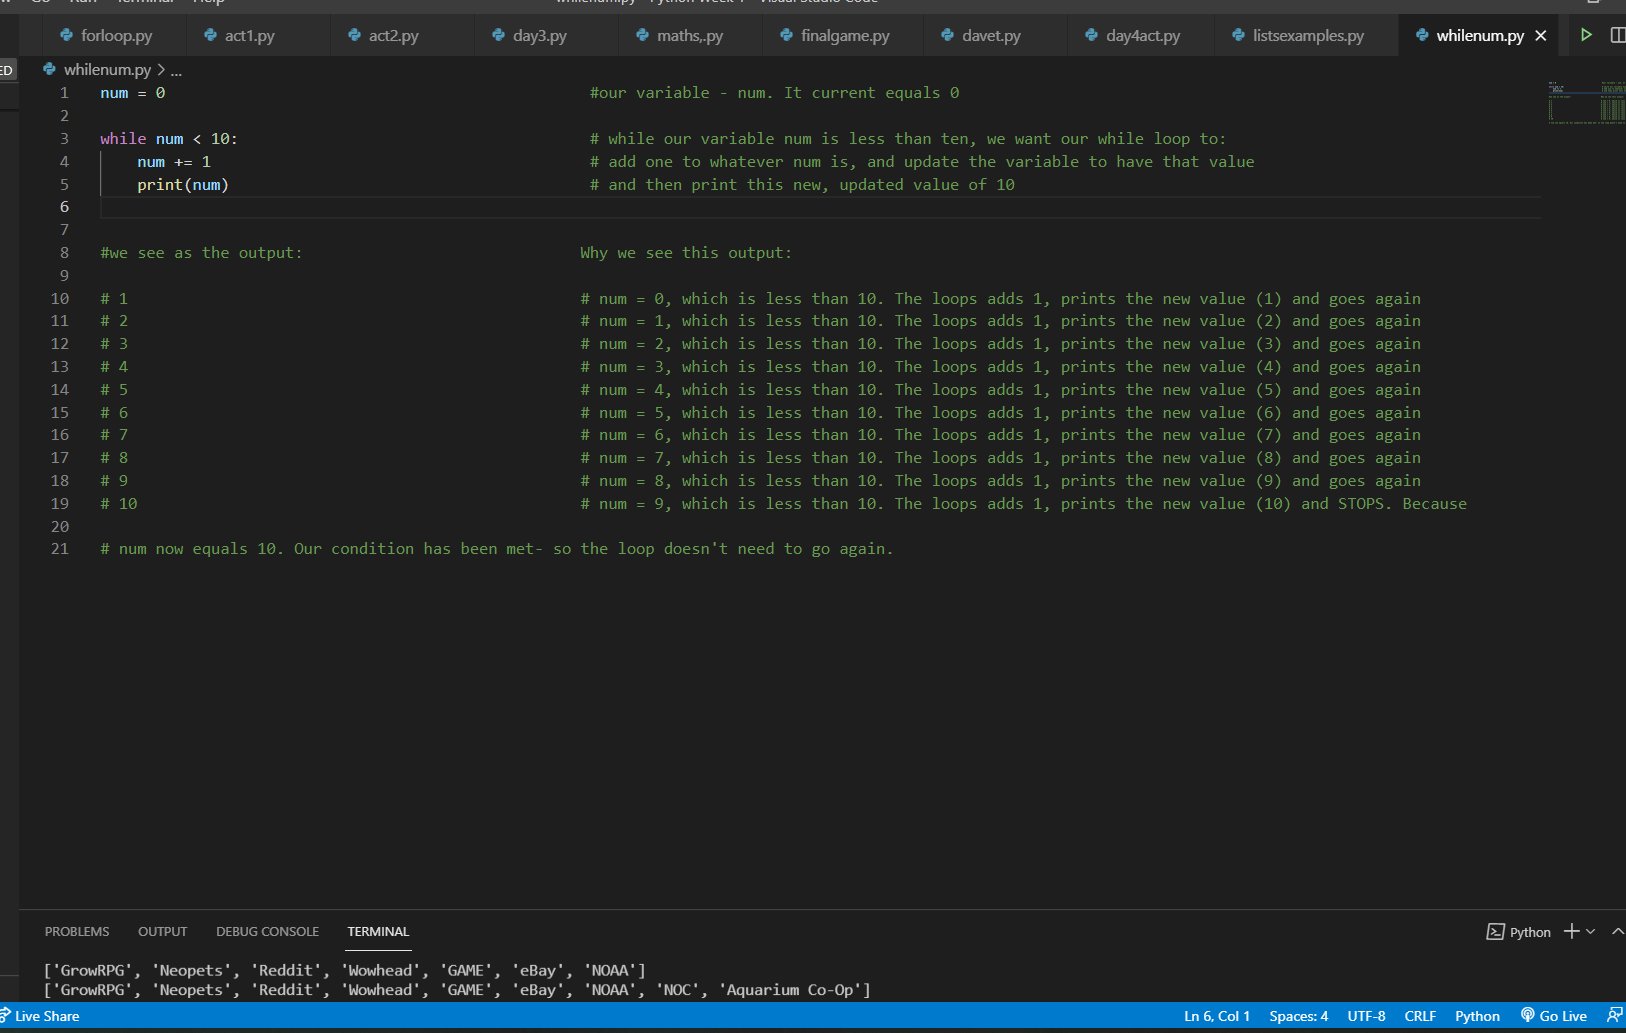 Go Run Terminal Help whilenum.py - Python Week 1 - Visual Studio Code
forloop.py act1.py act2.py day3.py maths,.py finalgame.py davet.py day4act.py listsexamples.py whilenum.py
ED whilenum.py > ...
1 num = 0 #our variable - num. It current equals 0
2
3 while num < 10: # while our variable num is less than ten, we want our while loop to:
4 num += 1 # add one to whatever num is, and update the variable to have that value
5 print(num) # and then print this new, updated value of 10
6
7
8 #we see as the output: Why we see this output:
9
10 # 1 # num = 0, which is less than 10. The loops adds 1, prints the new value (1) and goes again
11 # 2 # num = 1, which is less than 10. The loops adds 1, prints the new value (2) and goes again
12 # 3 # num = 2, which is less than 10. The loops adds 1, prints the new value (3) and goes again
13 # 4 # num = 3, which is less than 10. The loops adds 1, prints the new value (4) and goes again
14 # 5 # num = 4, which is less than 10. The loops adds 1, prints the new value (5) and goes again
15 # 6 # num = 5, which is less than 10. The loops adds 1, prints the new value (6) and goes again
16 # 7 # num = 6, which is less than 10. The loops adds 1, prints the new value (7) and goes again
17 # 8 # num = 7, which is less than 10. The loops adds 1, prints the new value (8) and goes again
18 # 9 # num = 8, which is less than 10. The loops adds 1, prints the new value (9) and goes again
19 # 10 # num = 9, which is less than 10. The loops adds 1, prints the new value (10) and STOPS. Because
20
21 # num now equals 10. Our condition has been met- so the loop doesn't need to go again.
PROBLEMS OUTPUT DEBUG CONSOLE TERMINAL Python
['GrowRPG', 'Neopets', 'Reddit', 'Wowhead', 'GAME', 'eBay', 'NOAA']
['GrowRPG', 'Neopets', 'Reddit', 'Wowhead', 'GAME', 'eBay', 'NOAA', 'NOC', 'Aquarium Co-Op']
Live Share Ln 6, Col 1 Spaces: 4 UTF-8 CRLF Python Go Live